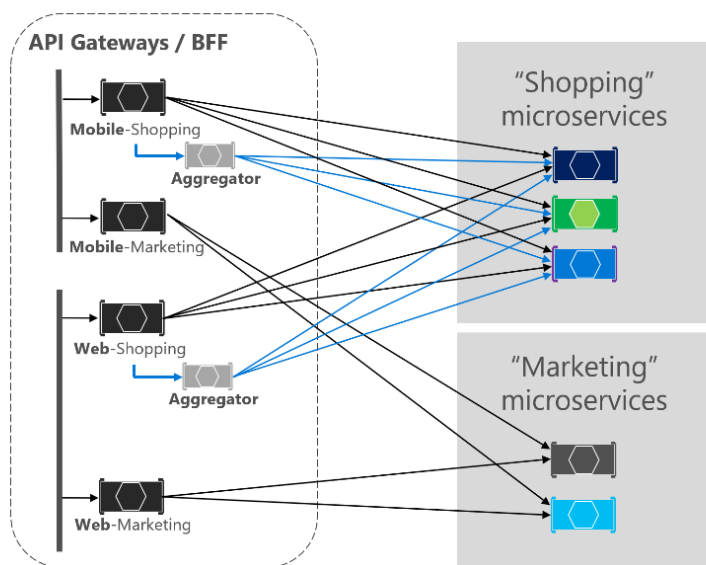 API Gateways / BFF
Mobile-Shopping
Aggregator
Mobile-Marketing
Web-Shopping
Aggregator
Web-Marketing
“Shopping”
microservices
“Marketing”
microservices